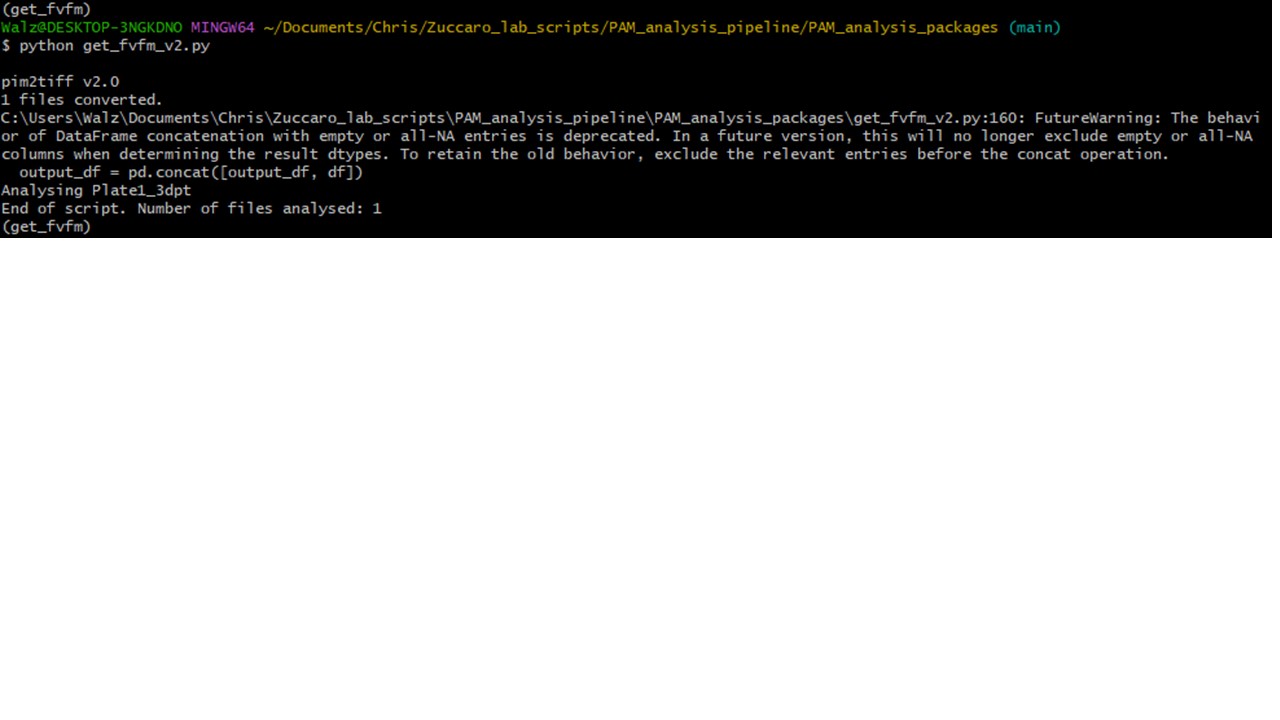 (get_fvfm)
Walz@DESKTOP-3NGKDNO MINGW64 ~/Documents/Chris/Zuccaro_lab_scripts/PAM_analysis_pipeline/PAM_analysis_packages (main)
$ python get_fvfm_v2.py
pim2tiff v2.0
1 files converted.
C:\Users\Walz\Documents\Chris\Zuccaro_lab_scripts\PAM_analysis_pipeline\PAM_analysis_packages\get_fvfm_v2.py:160: FutureWarning: The behavi
or of DataFrame concatenation with empty or all-NA entries is deprecated. In a future version, this will no longer exclude empty or all-NA
columns when determining the result dtypes. To retain the old behavior, exclude the relevant entries before the concat operation.
  output_df = pd.concat([output_df, df])
Analysing Plate1_3dpt
End of script. Number of files analysed: 1
(get_fvfm)